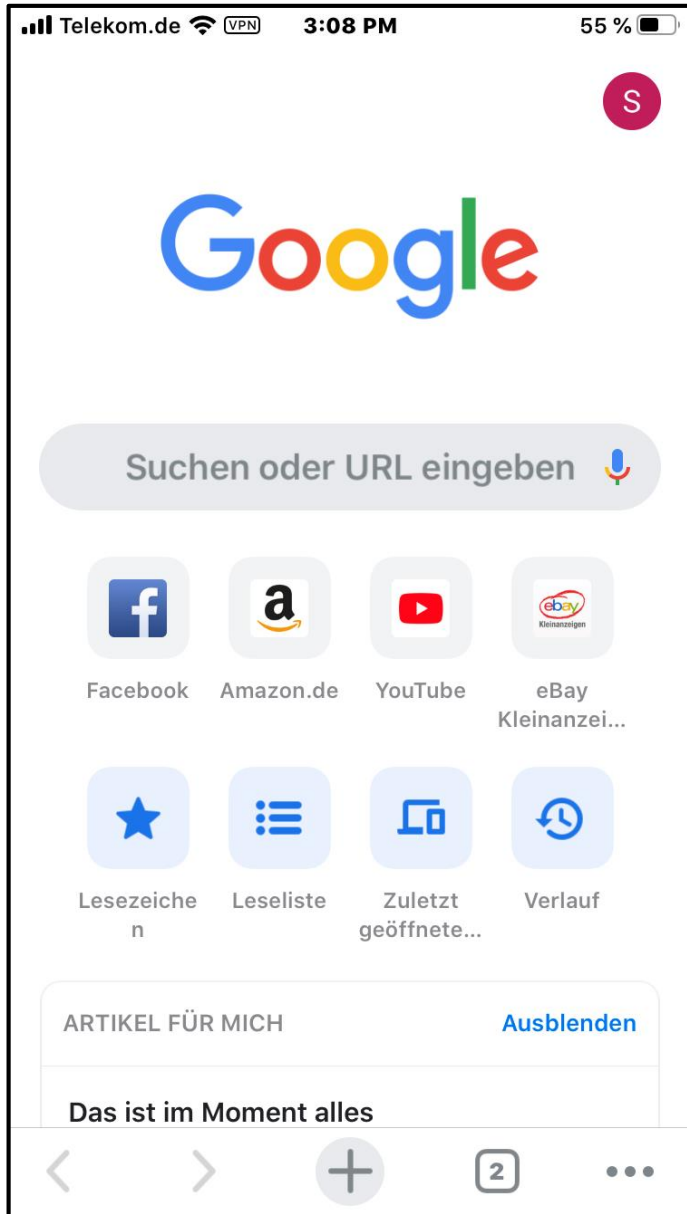 Telekom.de VPN 3:08 PM 55 %
S
Google
Suchen oder URL eingeben
f
a
ebay
Kleinanzeigen
Facebook Amazon.de YouTube eBay
Kleinanzei...
Lesezeiche Leseliste Zuletzt Verlauf
n geöffnete...
ARTIKEL FÜR MICH Ausblenden
Das ist im Moment alles
2